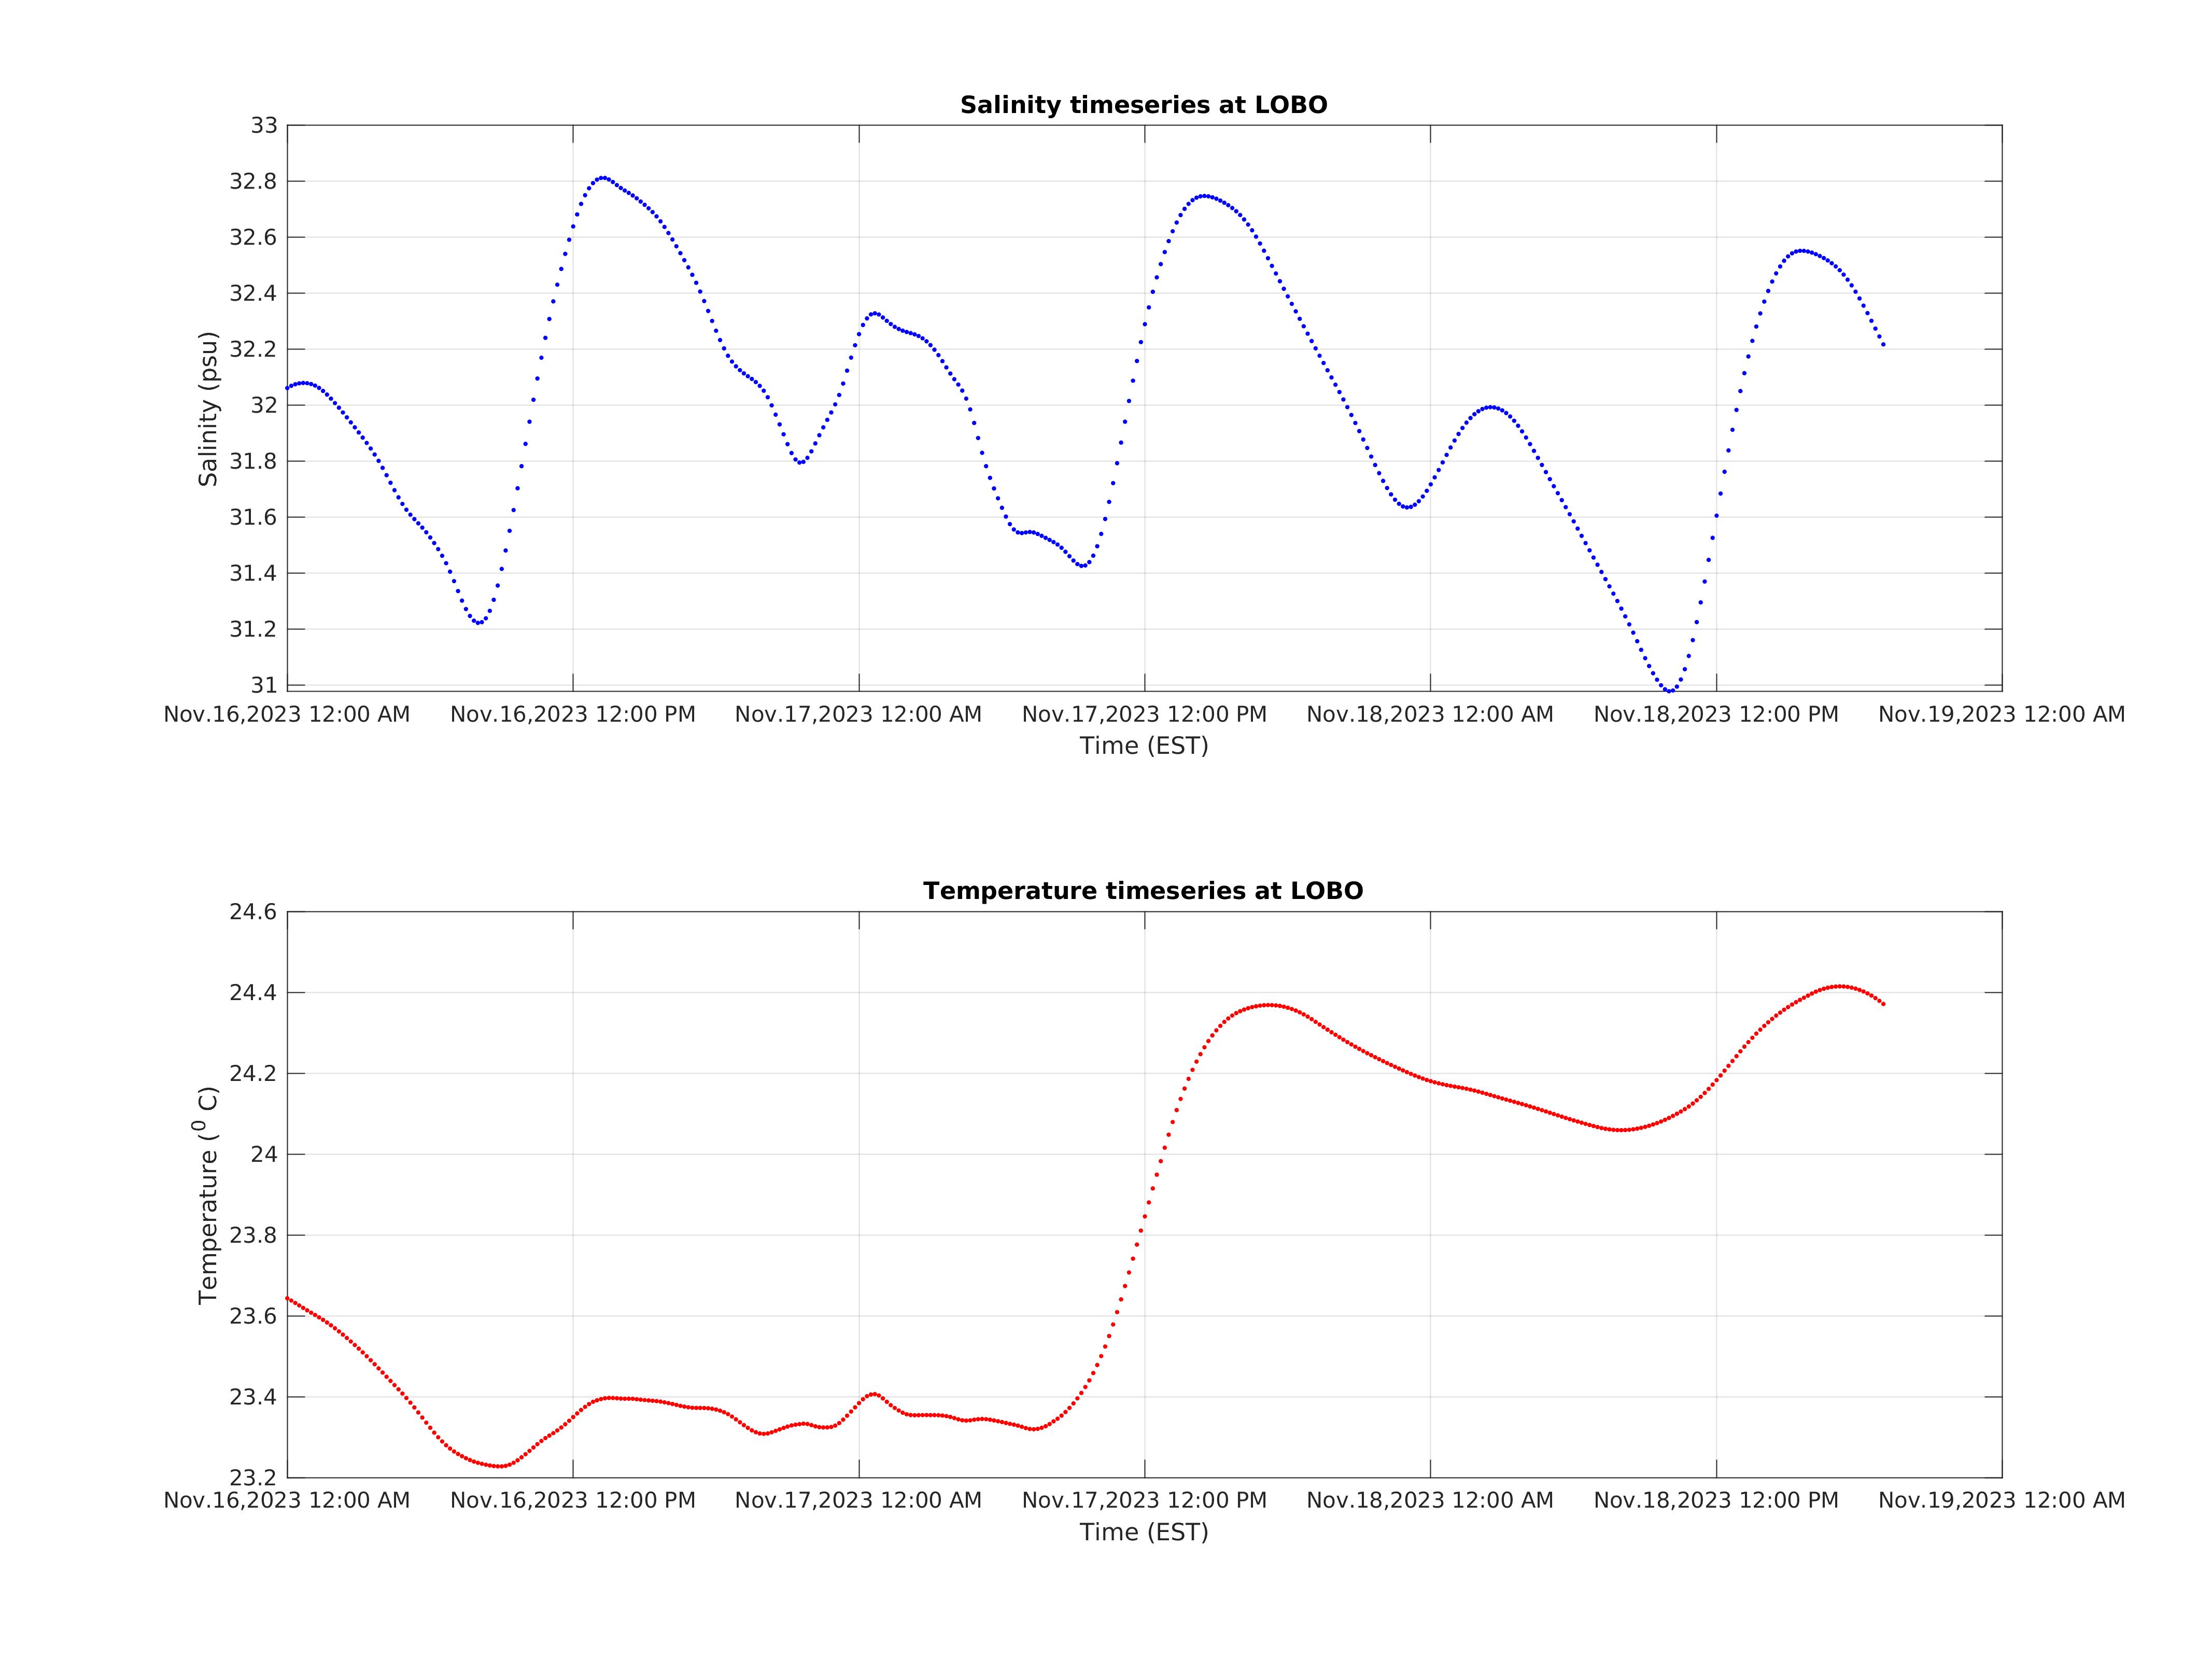 Salinity timeseries at LOBO
Salinity (psu)
33
32.8
32.6
32.4
32.2
32
31.8
31.6
31.4
31.2
31
Nov.16,2023 12:00 AM Nov.16,2023 12:00 PM Nov.17,2023 12:00 AM Nov.17,2023 12:00 PM Nov.18,2023 12:00 AM Nov.18,2023 12:00 PM Nov.19,2023 12:00 AM
Time (EST)
Temperature timeseries at LOBO
Temperature (⁰ C)
24.6
24.4
24.2
24
23.8
23.6
23.4
23.2
Nov.16,2023 12:00 AM Nov.16,2023 12:00 PM Nov.17,2023 12:00 AM Nov.17,2023 12:00 PM Nov.18,2023 12:00 AM Nov.18,2023 12:00 PM Nov.19,2023 12:00 AM
Time (EST)